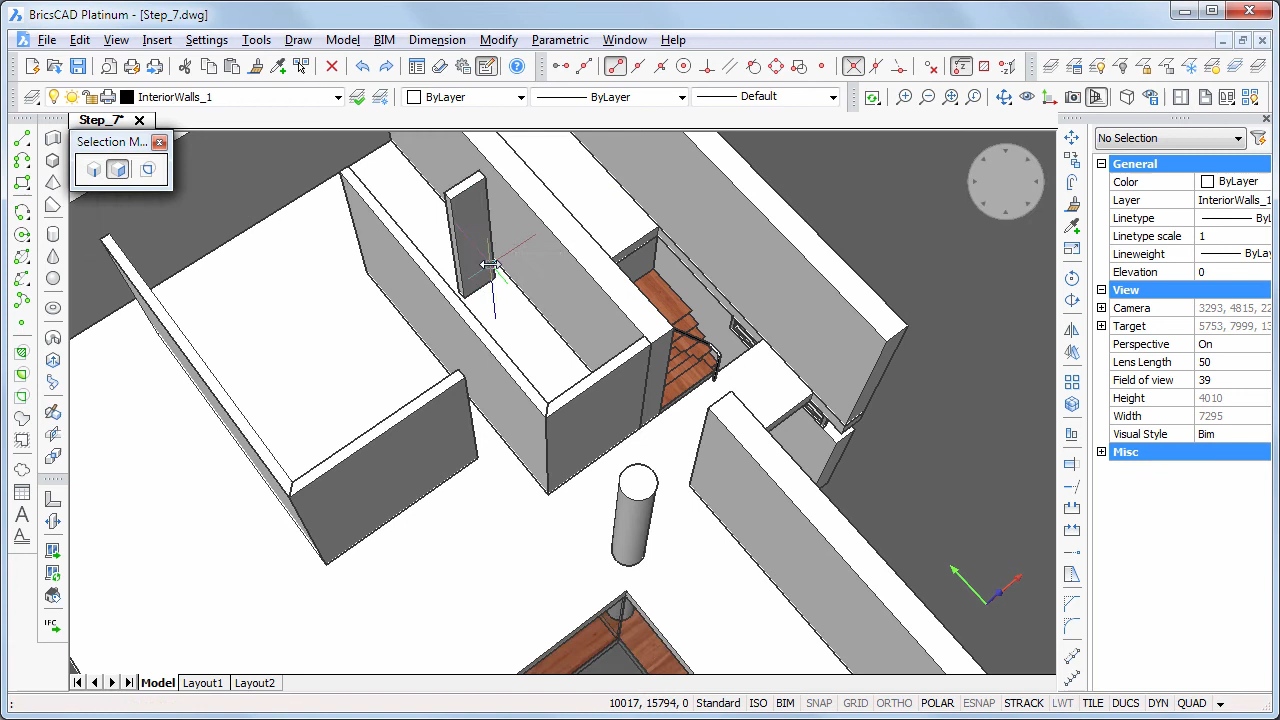 BricsCAD Platinum - [Step_7.dwg]
File Edit View Insert Settings Tools Draw Model BIM Dimension Modify Parametric Window Help
InteriorWalls_1
ByLayer
ByLayer
Default
Step_7*
Selection M...
No Selection
General
Color ByLayer
Layer InteriorWalls_1
Linetype ByL
Linetype scale 1
Lineweight ByLay
Elevation 0
View
Camera 3293, 4815, 22
Target 5753, 7999, 13
Perspective On
Lens Length 50
Field of view 39
Height 4010
Width 7295
Visual Style Bim
Misc
A
A
IFC
Model Layout1 Layout2
:
10017, 15794, 0 Standard ISO BIM SNAP GRID ORTHO POLAR ESNAP STRACK LWT TILE DUCS DYN QUAD